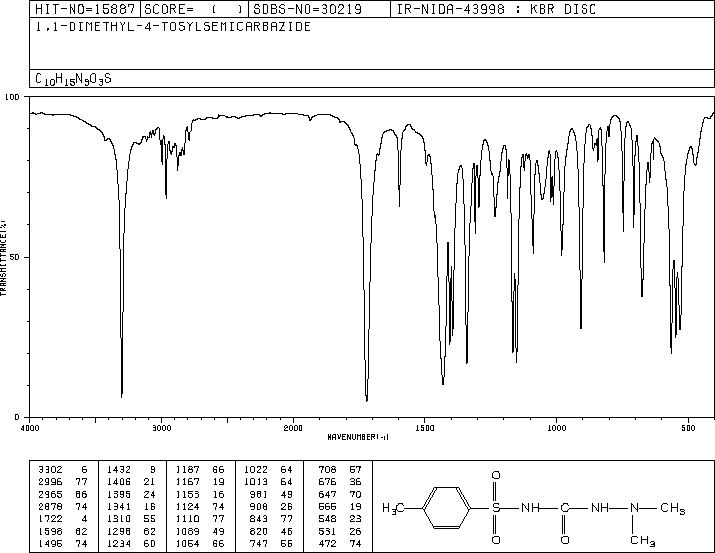 HIT-NO=15887 SCORE= ( ) SDBS-NO=30219 IR-NIDA-43998 : KBR DISC
1,1-DIMETHYL-4-TOSYLSEMICARBAZIDE
C10H15N3O3S
100
50
0
TRANSMITTANCE(%)
4000 3000 2000 1500 1000 500
WAVENUMBER(-1)
3302 6 1432 9 1187 66 1022 64 708 57
2996 77 1406 21 1167 19 1013 64 676 36
2965 66 1395 24 1153 16 981 49 647 70
2878 74 1341 16 1124 74 908 26 566 19
1722 4 1310 55 1110 77 843 77 548 23
1598 62 1298 62 1089 49 820 46 531 26
1495 74 1234 60 1054 66 747 55 472 74
O
H3C S NH C NH N CH3
O O CH3